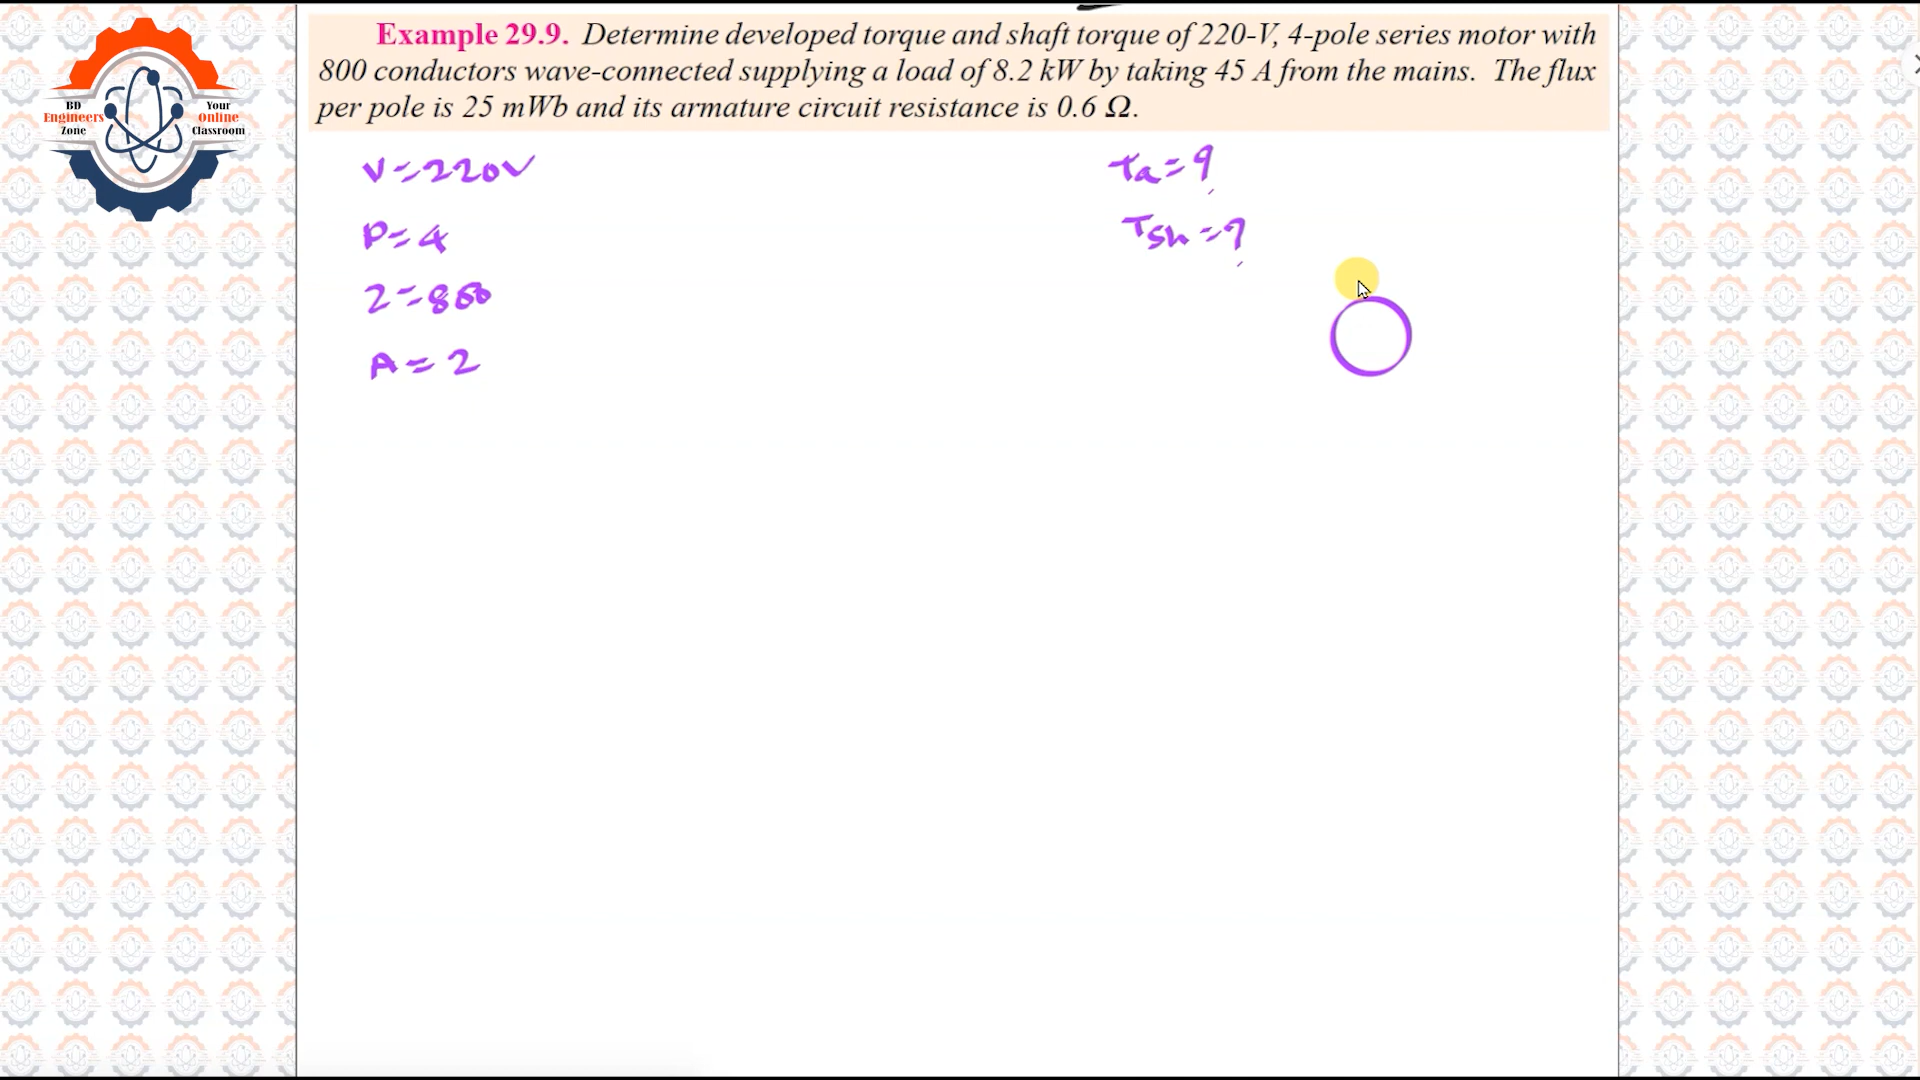 BD
Engineers
Zone
Your
Online
Classroom
Example 29.9. Determine developed torque and shaft torque of 220-V, 4-pole series motor with
800 conductors wave-connected supplying a load of 8.2 kW by taking 45 A from the mains. The flux
per pole is 25 mWb and its armature circuit resistance is 0.6 Ω.
V=220V
P=4
Z=800
A=2
Ta=?
Tsh=?